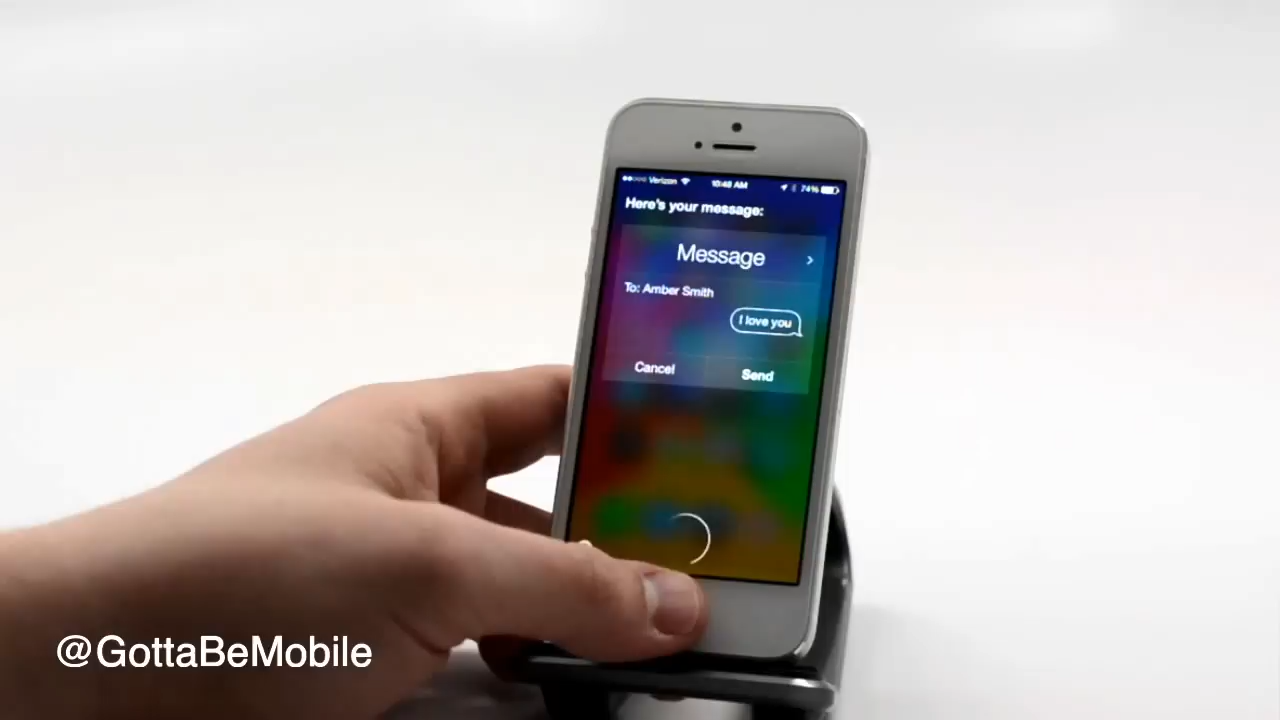 Verizon 10:48 AM 74%
Here's your message:
Message
To: Amber Smith
I love you
Cancel Send
@GottaBeMobile